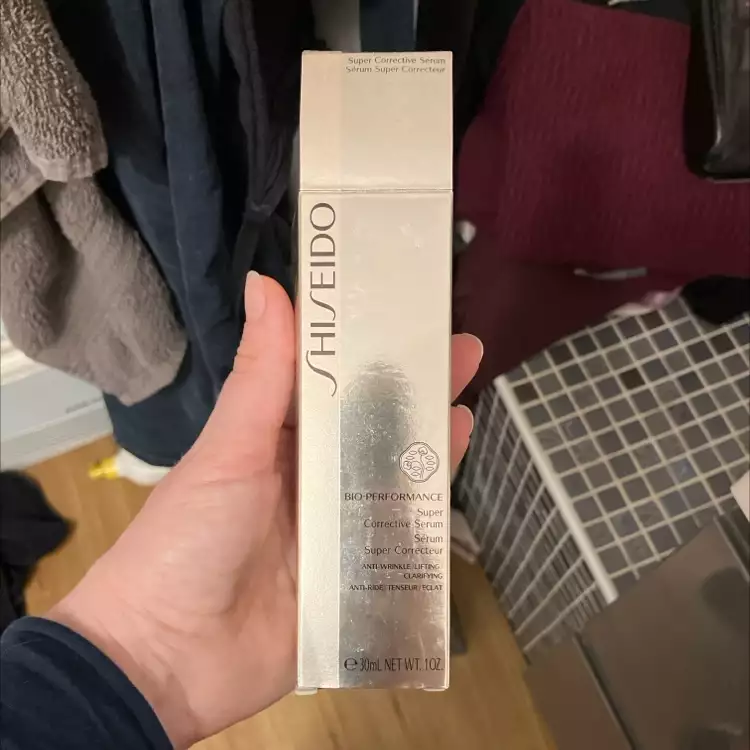 Super Corrective Serum
Sérum Super Correcteur
SHISEIDO
BIO-PERFORMANCE
Super
Corrective Serum
Sérum
Super Correcteur
ANTI-WRINKLE, LIFTING,
CLARIFYING
ANTI-RIDE, TENSEUR, ÉCLAT
℮ 30mL NET WT. 1 OZ.